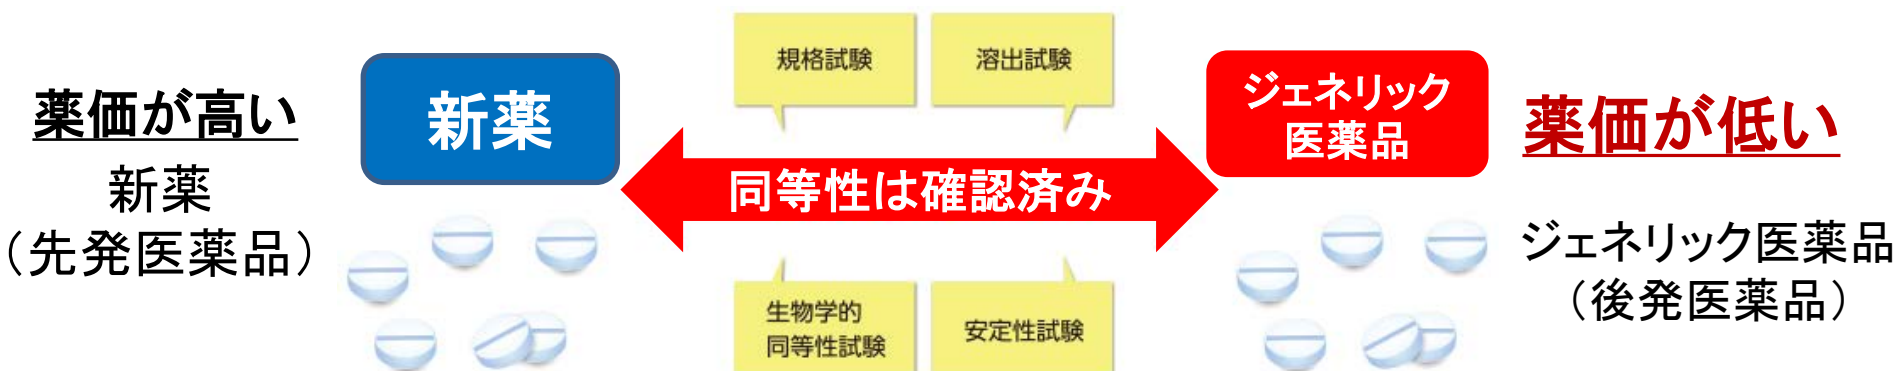 薬価が高い
新薬
（先発医薬品）
新薬
規格試験
溶出試験
同等性は確認済み
生物学的
同等性試験
安定性試験
ジェネリック
医薬品
薬価が低い
ジェネリック医薬品
（後発医薬品）